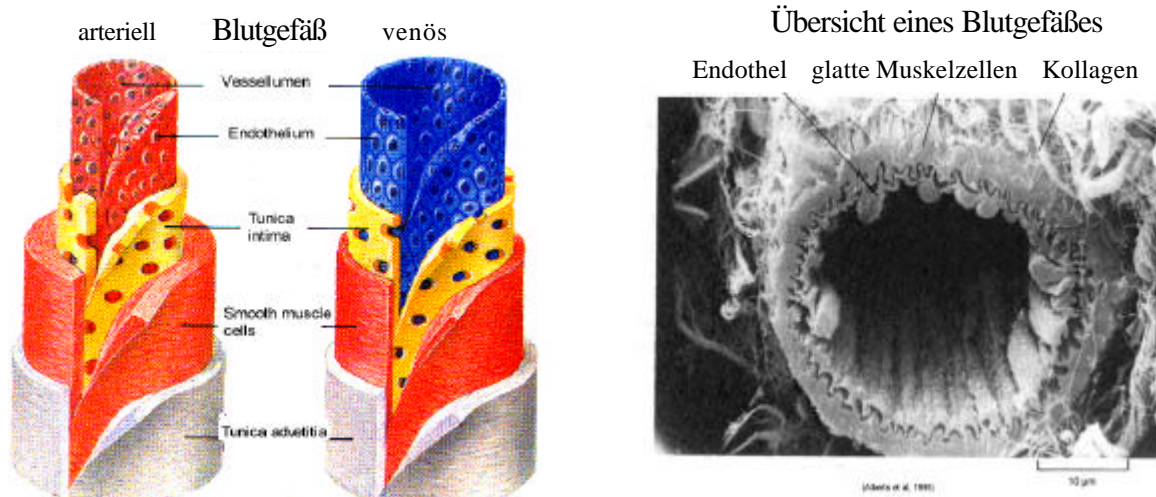 arteriell Blutgefäß venös
Vessellumen
Endothelium
Tunica
intima
Smooth muscle
cells
Tunica advetitia
Übersicht eines Blutgefäßes
Endothel glatte Muskelzellen Kollagen
10 µm